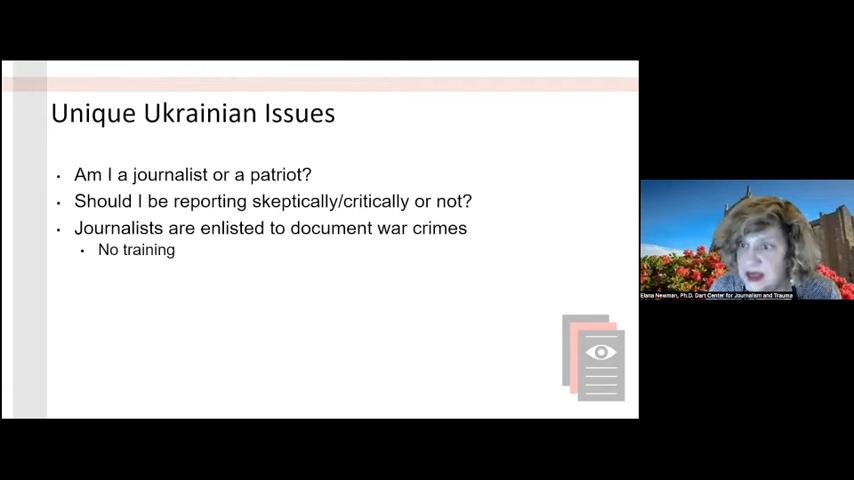 Unique Ukrainian Issues
• Am I a journalist or a patriot?
• Should I be reporting skeptically/critically or not?
• Journalists are enlisted to document war crimes
• No training
Elana Newman, Ph.D. Dart Center for Journalism and Trauma